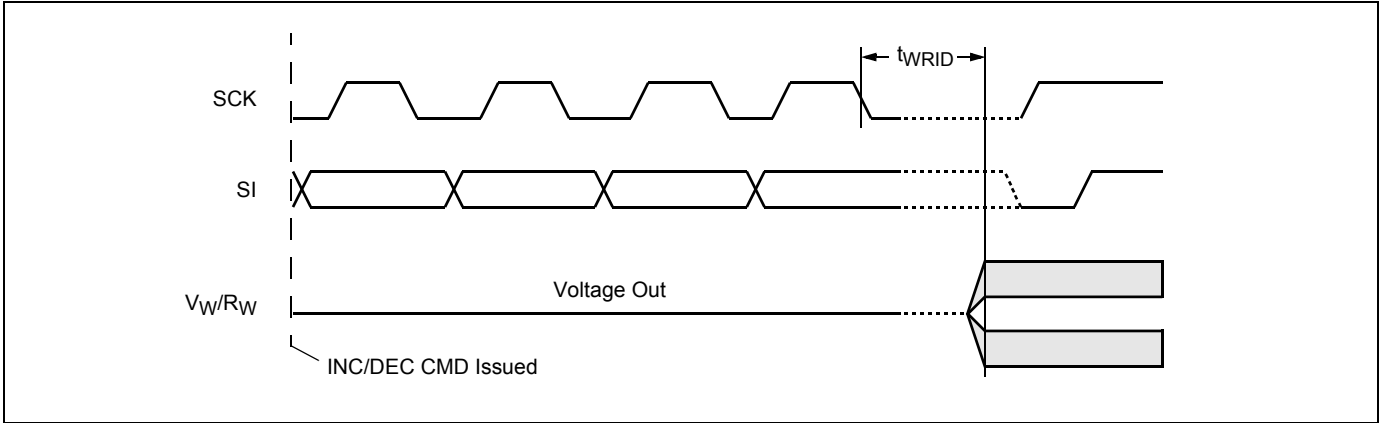 tWRID
SCK
SI
Voltage Out
VW/RW
INC/DEC CMD Issued